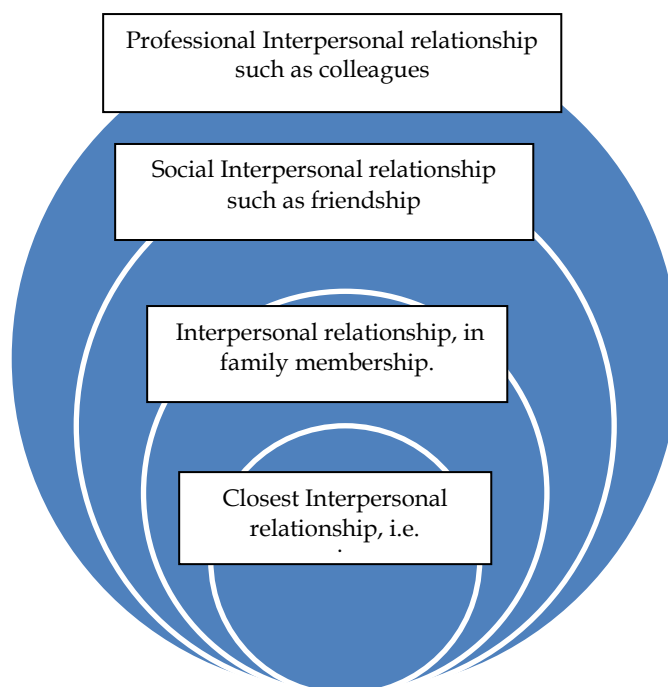 Professional Interpersonal relationship
such as colleagues
Social Interpersonal relationship
such as friendship
Interpersonal relationship, in
family membership.
Closest Interpersonal
relationship, i.e.
.